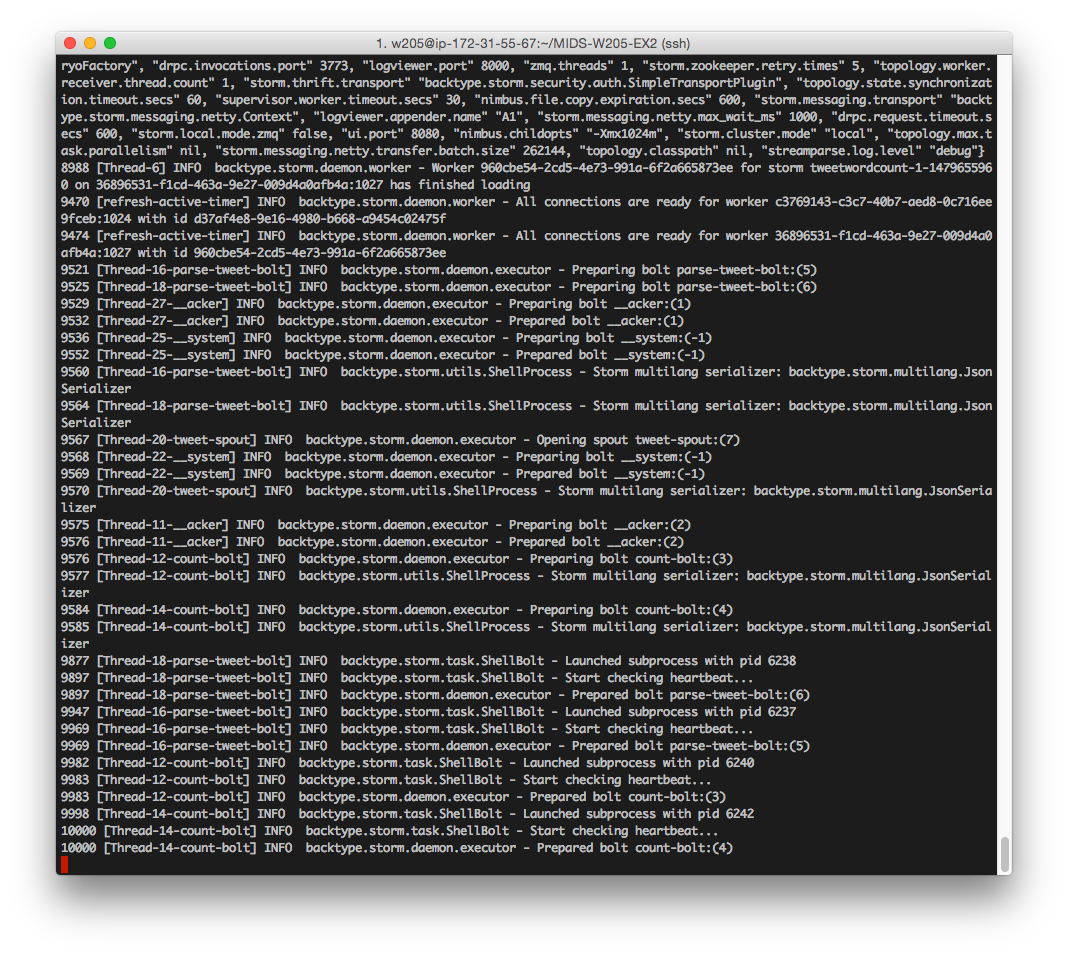 1. w205@ip-172-31-55-67:~/MIDS-W205-EX2 (ssh)
ryoFactory", "drpc.invocations.port" 3773, "logviewer.port" 8000, "zmq.threads" 1, "storm.zookeeper.retry.times" 5, "topology.worker.
receiver.thread.count" 1, "storm.thrift.transport" "backtype.storm.security.auth.SimpleTransportPlugin", "topology.state.synchronizat
ion.timeout.secs" 60, "supervisor.worker.timeout.secs" 30, "nimbus.file.copy.expiration.secs" 600, "storm.messaging.transport" "backt
ype.storm.messaging.netty.Context", "logviewer.appender.name" "A1", "storm.messaging.netty.max_wait_ms" 1000, "drpc.request.timeout.s
ecs" 600, "storm.local.mode.zmq" false, "ui.port" 8080, "nimbus.childopts" "-Xmx1024m", "storm.cluster.mode" "local", "topology.max.t
ask.parallelism" nil, "storm.messaging.netty.transfer.batch.size" 262144, "topology.classpath" nil, "streamparse.log.level" "debug"}
8988 [Thread-6] INFO  backtype.storm.daemon.worker - Worker 960cbe54-2cd5-4e73-991a-6f2a665873ee for storm tweetwordcount-1-147965596
0 on 36896531-f1cd-463a-9e27-009d4a0afb4a:1027 has finished loading
9470 [refresh-active-timer] INFO  backtype.storm.daemon.worker - All connections are ready for worker c3769143-c3c7-40b7-aed8-0c716ee
9fceb:1024 with id d37af4e8-9e16-4980-b668-a9454c02475f
9474 [refresh-active-timer] INFO  backtype.storm.daemon.worker - All connections are ready for worker 36896531-f1cd-463a-9e27-009d4a0
afb4a:1027 with id 960cbe54-2cd5-4e73-991a-6f2a665873ee
9521 [Thread-16-parse-tweet-bolt] INFO  backtype.storm.daemon.executor - Preparing bolt parse-tweet-bolt:(5)
9525 [Thread-18-parse-tweet-bolt] INFO  backtype.storm.daemon.executor - Preparing bolt parse-tweet-bolt:(6)
9529 [Thread-27-__acker] INFO  backtype.storm.daemon.executor - Preparing bolt __acker:(1)
9532 [Thread-27-__acker] INFO  backtype.storm.daemon.executor - Prepared bolt __acker:(1)
9536 [Thread-25-__system] INFO  backtype.storm.daemon.executor - Preparing bolt __system:(-1)
9552 [Thread-25-__system] INFO  backtype.storm.daemon.executor - Prepared bolt __system:(-1)
9560 [Thread-16-parse-tweet-bolt] INFO  backtype.storm.utils.ShellProcess - Storm multilang serializer: backtype.storm.multilang.Json
Serializer
9564 [Thread-18-parse-tweet-bolt] INFO  backtype.storm.utils.ShellProcess - Storm multilang serializer: backtype.storm.multilang.Json
Serializer
9567 [Thread-20-tweet-spout] INFO  backtype.storm.daemon.executor - Opening spout tweet-spout:(7)
9568 [Thread-22-__system] INFO  backtype.storm.daemon.executor - Preparing bolt __system:(-1)
9569 [Thread-22-__system] INFO  backtype.storm.daemon.executor - Prepared bolt __system:(-1)
9570 [Thread-20-tweet-spout] INFO  backtype.storm.utils.ShellProcess - Storm multilang serializer: backtype.storm.multilang.JsonSeria
lizer
9575 [Thread-11-__acker] INFO  backtype.storm.daemon.executor - Preparing bolt __acker:(2)
9576 [Thread-11-__acker] INFO  backtype.storm.daemon.executor - Prepared bolt __acker:(2)
9576 [Thread-12-count-bolt] INFO  backtype.storm.daemon.executor - Preparing bolt count-bolt:(3)
9577 [Thread-12-count-bolt] INFO  backtype.storm.utils.ShellProcess - Storm multilang serializer: backtype.storm.multilang.JsonSerial
izer
9584 [Thread-14-count-bolt] INFO  backtype.storm.daemon.executor - Preparing bolt count-bolt:(4)
9585 [Thread-14-count-bolt] INFO  backtype.storm.utils.ShellProcess - Storm multilang serializer: backtype.storm.multilang.JsonSerial
izer
9877 [Thread-18-parse-tweet-bolt] INFO  backtype.storm.task.ShellBolt - Launched subprocess with pid 6238
9897 [Thread-18-parse-tweet-bolt] INFO  backtype.storm.task.ShellBolt - Start checking heartbeat...
9897 [Thread-18-parse-tweet-bolt] INFO  backtype.storm.daemon.executor - Prepared bolt parse-tweet-bolt:(6)
9947 [Thread-16-parse-tweet-bolt] INFO  backtype.storm.task.ShellBolt - Launched subprocess with pid 6237
9969 [Thread-16-parse-tweet-bolt] INFO  backtype.storm.task.ShellBolt - Start checking heartbeat...
9969 [Thread-16-parse-tweet-bolt] INFO  backtype.storm.daemon.executor - Prepared bolt parse-tweet-bolt:(5)
9982 [Thread-12-count-bolt] INFO  backtype.storm.task.ShellBolt - Launched subprocess with pid 6240
9983 [Thread-12-count-bolt] INFO  backtype.storm.task.ShellBolt - Start checking heartbeat...
9983 [Thread-12-count-bolt] INFO  backtype.storm.daemon.executor - Prepared bolt count-bolt:(3)
9998 [Thread-14-count-bolt] INFO  backtype.storm.task.ShellBolt - Launched subprocess with pid 6242
10000 [Thread-14-count-bolt] INFO  backtype.storm.task.ShellBolt - Start checking heartbeat...
10000 [Thread-14-count-bolt] INFO  backtype.storm.daemon.executor - Prepared bolt count-bolt:(4)